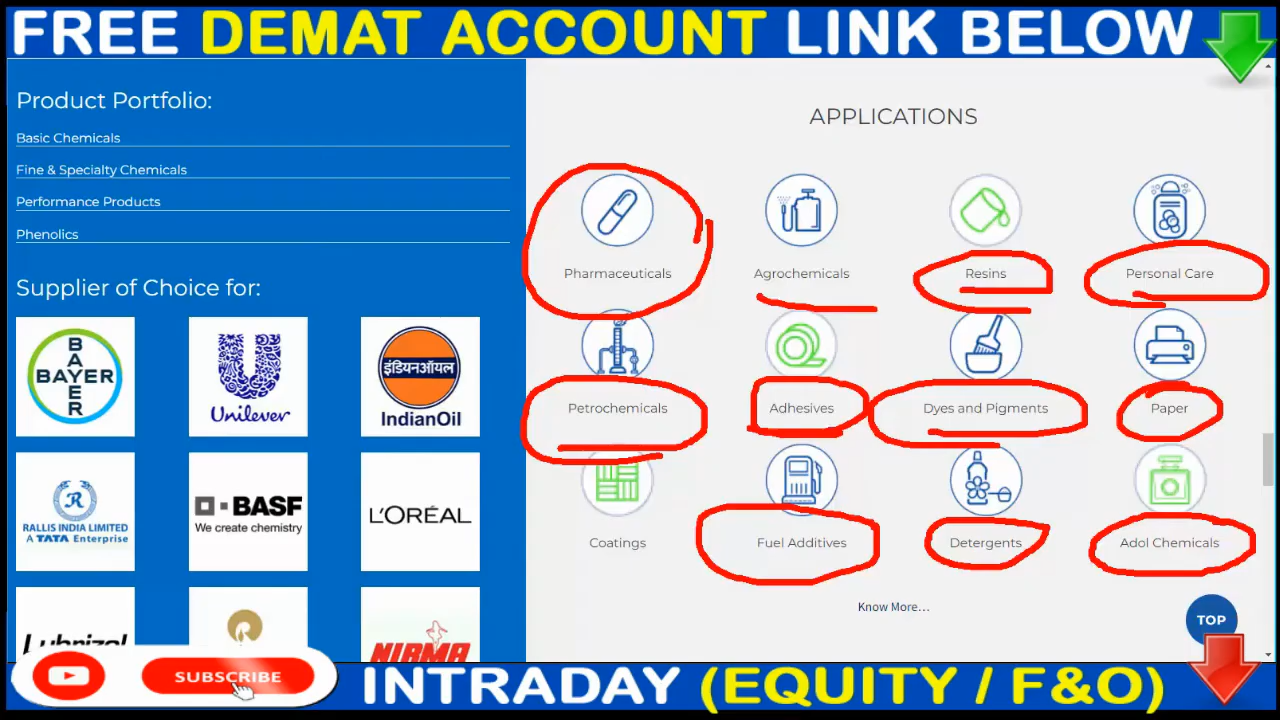 FREE DEMAT ACCOUNT LINK BELOW
Product Portfolio:
Basic Chemicals
Fine & Specialty Chemicals
Performance Products
Phenolics
Supplier of Choice for:
BAYER
BAYER
Unilever
इंडियनऑयल
IndianOil
R
RALLIS INDIA LIMITED
A TATA Enterprise
BASF
We create chemistry
L'ORÉAL
Lubrizol
NIRMA
APPLICATIONS
Pharmaceuticals
Agrochemicals
Resins
Personal Care
Petrochemicals
Adhesives
Dyes and Pigments
Paper
Coatings
Fuel Additives
Detergents
Adol Chemicals
Know More...
TOP
SUBSCRIBE
INTRADAY (EQUITY / F&O)